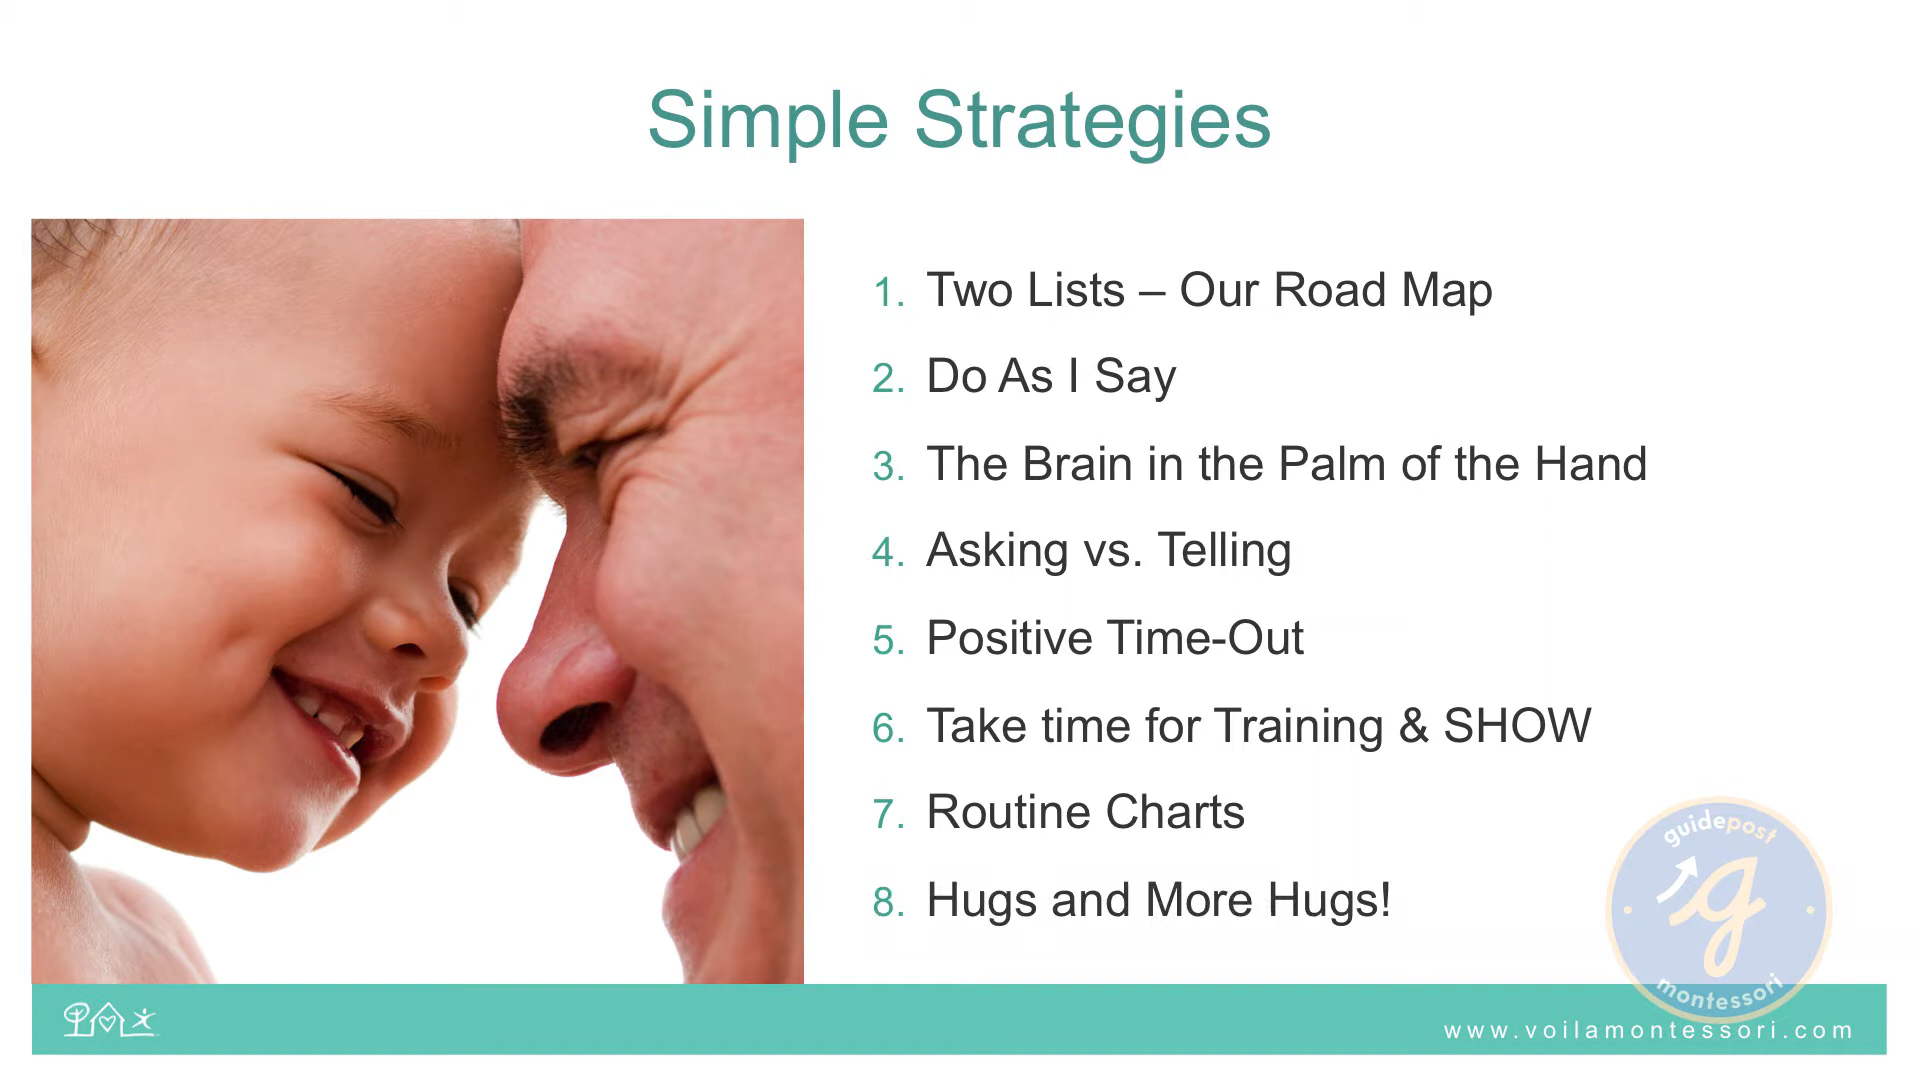 Simple Strategies
1. Two Lists – Our Road Map
2. Do As I Say
3. The Brain in the Palm of the Hand
4. Asking vs. Telling
5. Positive Time-Out
6. Take time for Training & SHOW
7. Routine Charts
8. Hugs and More Hugs!
guidepost
g
montessori
www.voilamontessori.com